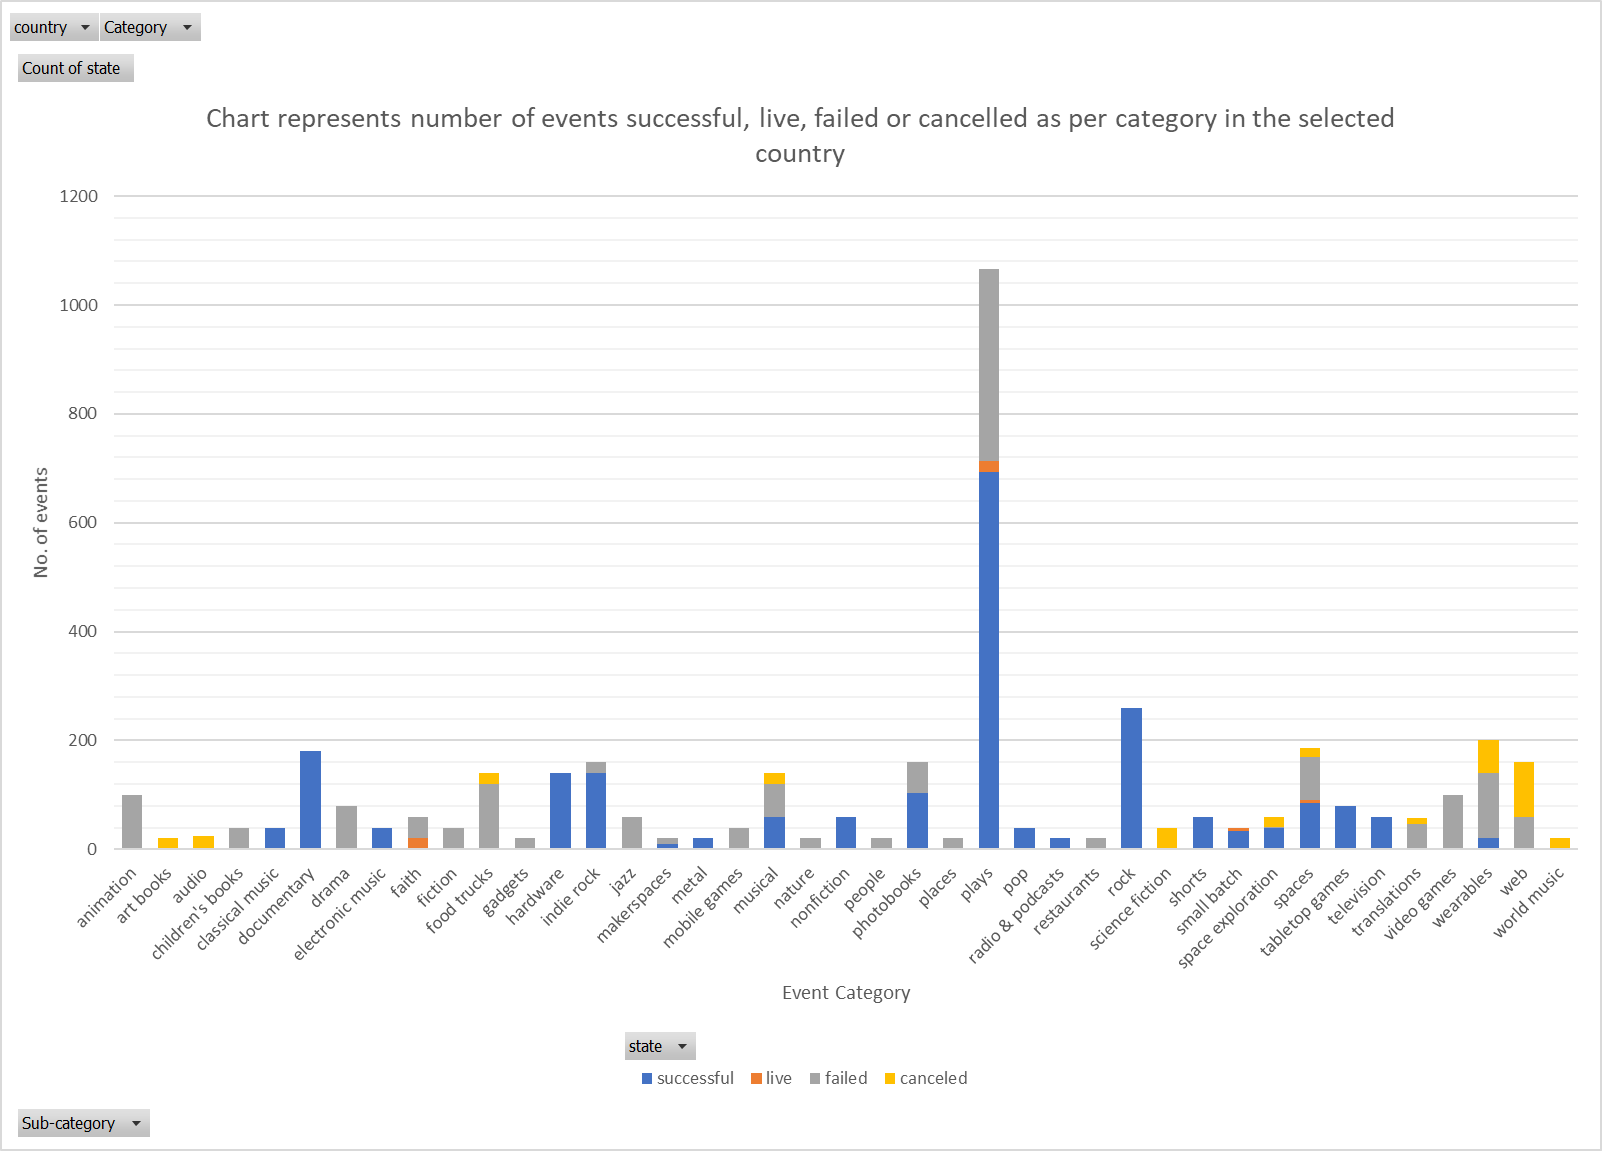 country Category
Count of state
Chart represents number of events successful, live, failed or cancelled as per category in the selected
country
1200
1000
800
600
400
200
0
No. of events
animation
art books
audio
children's books
classical music
documentary
drama
electronic music
faith
fiction
food trucks
gadgets
hardware
indie rock
jazz
makerspaces
metal
mobile games
musical
nature
nonfiction
people
photobooks
places
plays
pop
radio & podcasts
restaurants
rock
science fiction
shorts
small batch
space exploration
spaces
tabletop games
television
translations
video games
wearables
web
world music
Event Category
state
successful live failed canceled
Sub-category